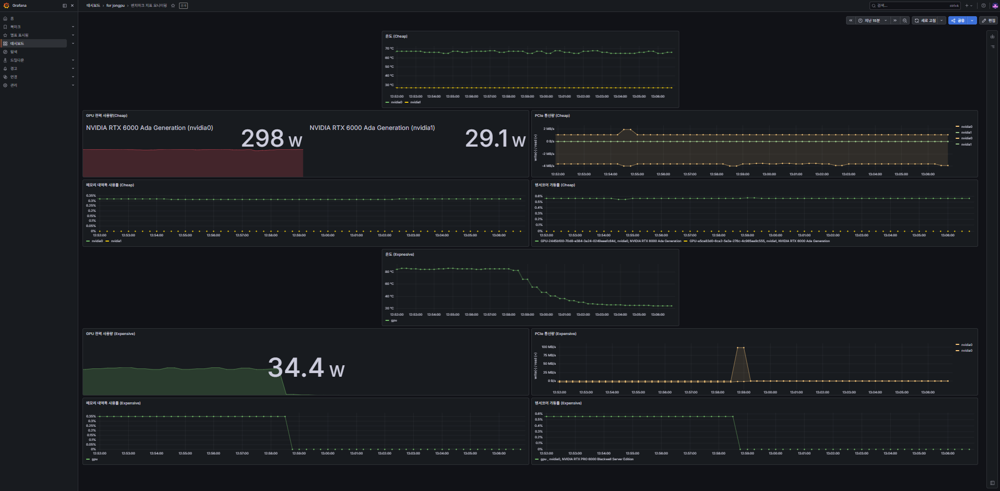 Grafana
대시보드 › for jongpu › 벤치마크 지표 모니터링 공개
검색... ctrl+k
홈
북마크
별표 표시됨
대시보드
탐색
드릴다운
경고
연결
관리
지난 15분 새로 고침 공유 편집
온도 (Cheap)
70 °C
60 °C
50 °C
40 °C
30 °C
12:52:00 12:53:00 12:54:00 12:55:00 12:56:00 12:57:00 12:58:00 12:59:00 13:00:00 13:01:00 13:02:00 13:03:00 13:04:00 13:05:00 13:06:00
nvidia0 nvidia1
GPU 전력 사용량(Cheap)
NVIDIA RTX 6000 Ada Generation (nvidia0)
298 W
NVIDIA RTX 6000 Ada Generation (nvidia1)
29.1 W
PCIe 통신량 (Cheap)
write(-) / read (+)
2 MB/s
0 B/s
-2 MB/s
-4 MB/s
12:52:00 12:53:00 12:54:00 12:55:00 12:56:00 12:57:00 12:58:00 12:59:00 13:00:00 13:01:00 13:02:00 13:03:00 13:04:00 13:05:00 13:06:00
nvidia0
nvidia1
nvidia0
nvidia1
메모리 대역폭 사용률 (Cheap)
0.35%
0.3%
0.25%
0.2%
0.15%
0.1%
0.05%
0%
12:52:00 12:53:00 12:54:00 12:55:00 12:56:00 12:57:00 12:58:00 12:59:00 13:00:00 13:01:00 13:02:00 13:03:00 13:04:00 13:05:00 13:06:00
nvidia0 nvidia1
텐서코어 가동률 (Cheap)
0.6%
0.5%
0.4%
0.3%
0.2%
0.1%
0%
12:52:00 12:53:00 12:54:00 12:55:00 12:56:00 12:57:00 12:58:00 12:59:00 13:00:00 13:01:00 13:02:00 13:03:00 13:04:00 13:05:00 13:06:00
GPU-2445b100-70d8-e384-3a24-0249eeefc64d, nvidia0, NVIDIA RTX 6000 Ada Generation GPU-a5ca83d0-6ca2-5a3a-276c-4c965ea9c555, nvidia1, NVIDIA RTX 6000 Ada Generation
온도 (Expnesive)
80 °C
60 °C
40 °C
20 °C
12:52:00 12:53:00 12:54:00 12:55:00 12:56:00 12:57:00 12:58:00 12:59:00 13:00:00 13:01:00 13:02:00 13:03:00 13:04:00 13:05:00 13:06:00
gpu
GPU 전력 사용량 (Expensive)
34.4 W
PCIe 통신량 (Expensive)
write(-) / read (+)
100 MB/s
75 MB/s
50 MB/s
25 MB/s
0 B/s
12:52:00 12:53:00 12:54:00 12:55:00 12:56:00 12:57:00 12:58:00 12:59:00 13:00:00 13:01:00 13:02:00 13:03:00 13:04:00 13:05:00 13:06:00
nvidia0
nvidia0
메모리 대역폭 사용률 (Expensive)
0.35%
0.3%
0.25%
0.2%
0.15%
0.1%
0.05%
0%
12:52:00 12:53:00 12:54:00 12:55:00 12:56:00 12:57:00 12:58:00 12:59:00 13:00:00 13:01:00 13:02:00 13:03:00 13:04:00 13:05:00 13:06:00
gpu
텐서코어 가동률 (Expensive)
0.6%
0.5%
0.4%
0.3%
0.2%
0.1%
0%
12:52:00 12:53:00 12:54:00 12:55:00 12:56:00 12:57:00 12:58:00 12:59:00 13:00:00 13:01:00 13:02:00 13:03:00 13:04:00 13:05:00 13:06:00
gpu , nvidia0, NVIDIA RTX PRO 6000 Blackwell Server Edition